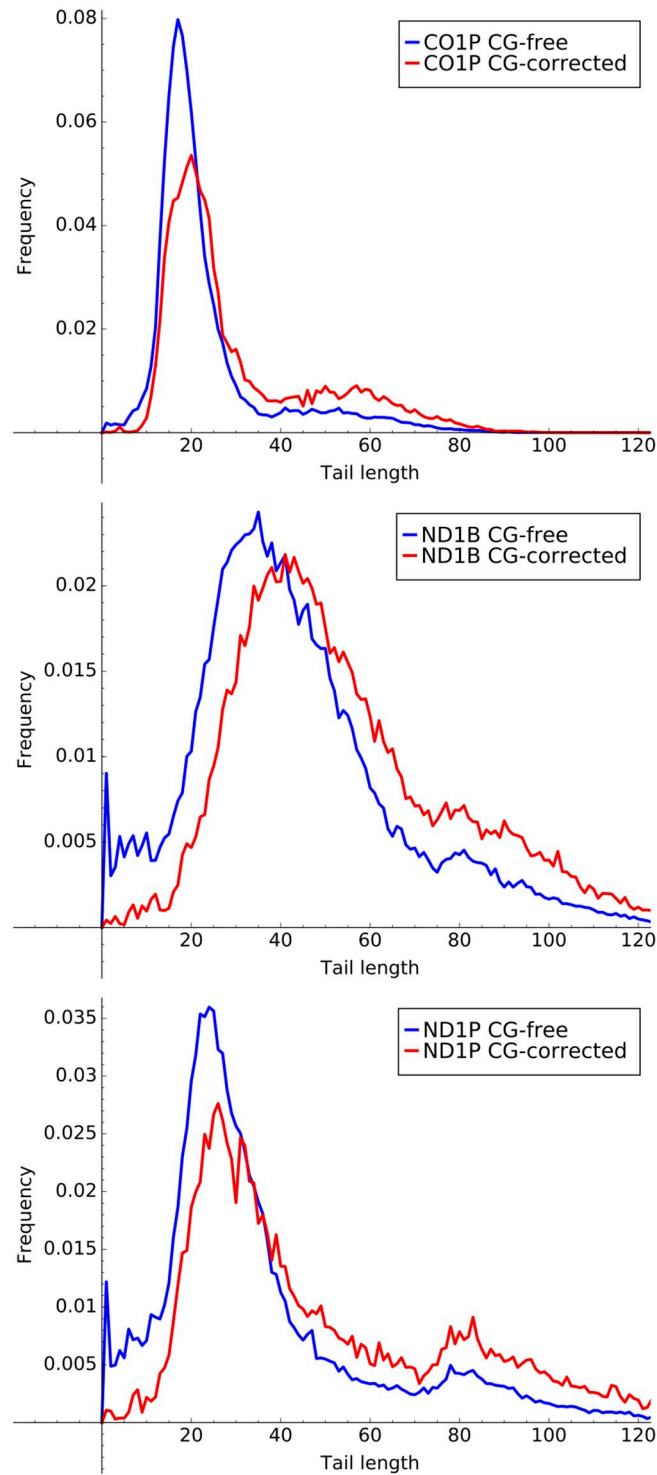 0.08
0.06
0.04
0.02
Frequency
CO1P CG-free
CO1P CG-corrected
20 40 60 80 100 120
Tail length
0.02
0.015
0.01
0.005
Frequency
ND1B CG-free
ND1B CG-corrected
20 40 60 80 100 120
Tail length
0.035
0.03
0.025
0.02
0.015
0.01
0.005
Frequency
ND1P CG-free
ND1P CG-corrected
20 40 60 80 100 120
Tail length